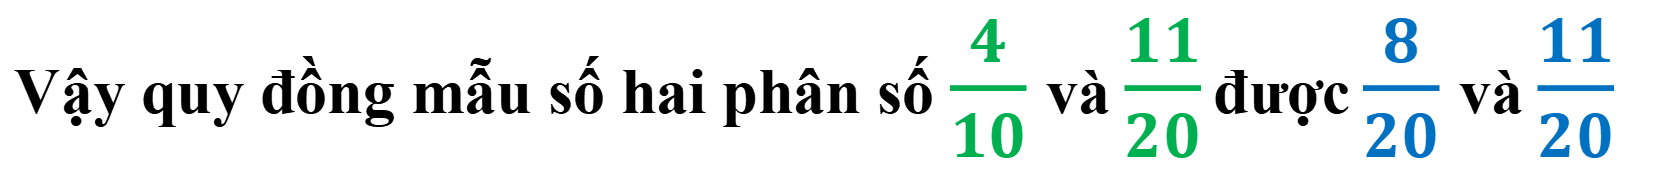 Vậy quy đồng mẫu số hai phân số 4/10 và 11/20 được 8/20 và 11/20